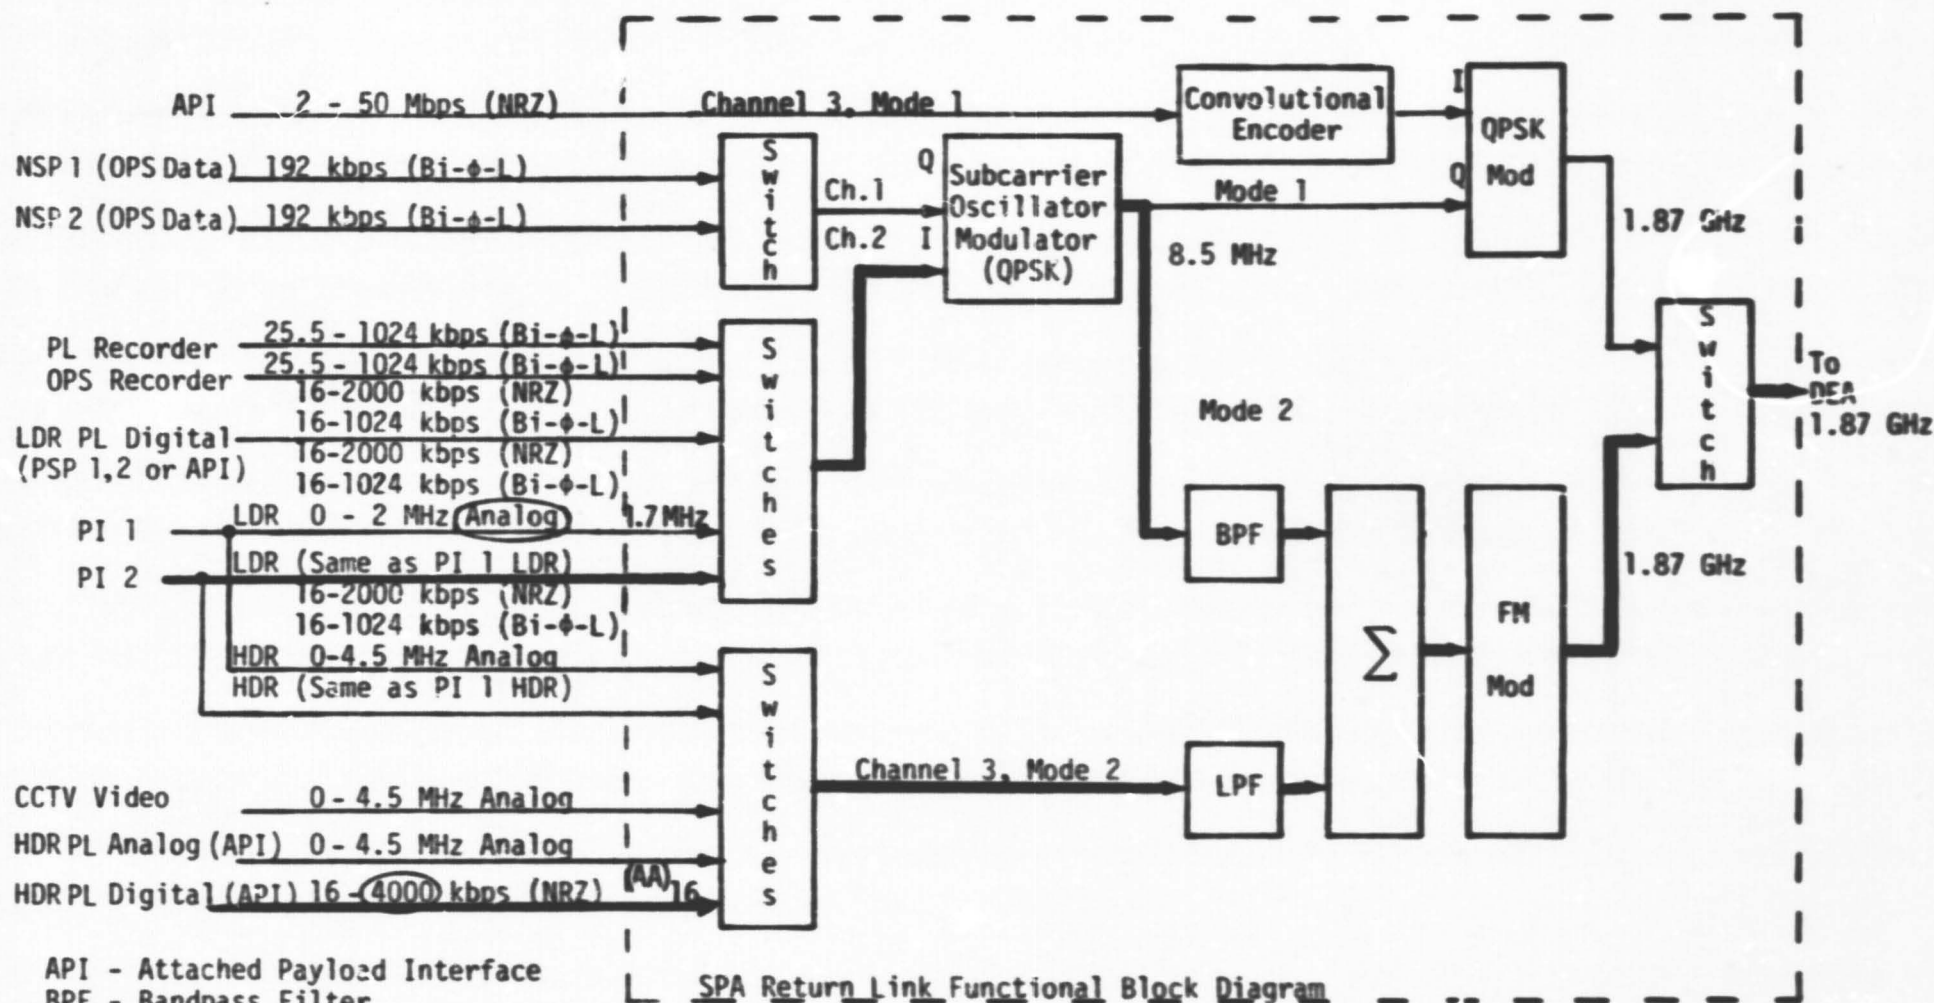 API 2 - 50 Mbps (NRZ) Channel 3, Mode 1
Convolutional
Encoder
I
Q
QPSK
Mod
NSP 1 (OPS Data) 192 kbps (Bi-ϕ-L)
NSP 2 (OPS Data) 192 kbps (Bi-ϕ-L)
Switch
Ch.1
Ch.2
Q
I
Subcarrier
Oscillator
Modulator
(QPSK)
Mode 1
8.5 MHz
1.87 GHz
PL Recorder 25.5 - 1024 kbps (Bi-ϕ-L)
OPS Recorder 25.5 - 1024 kbps (Bi-ϕ-L)
16-2000 kbps (NRZ)
16-1024 kbps (Bi-ϕ-L)
LDR PL Digital
(PSP 1,2 or API)
16-2000 kbps (NRZ)
16-1024 kbps (Bi-ϕ-L)
PI 1 LDR 0 - 2 MHz Analog 1.7 MHz
PI 2 LDR (Same as PI 1 LDR)
16-2000 kbps (NRZ)
16-1024 kbps (Bi-ϕ-L)
HDR 0-4.5 MHz Analog
HDR (Same as PI 1 HDR)
Switches
Mode 2
BPF
Σ
FM
Mod
1.87 GHz
Switch
To
DEA
1.87 GHz
CCTV Video 0 - 4.5 MHz Analog
HDR PL Analog (API) 0 - 4.5 MHz Analog
HDR PL Digital (API) 16 - 4000 kbps (NRZ) (AA) 16
Switches
Channel 3, Mode 2
LPF
API - Attached Payload Interface
BPF - Bandpass Filter
SPA Return Link Functional Block Diagram